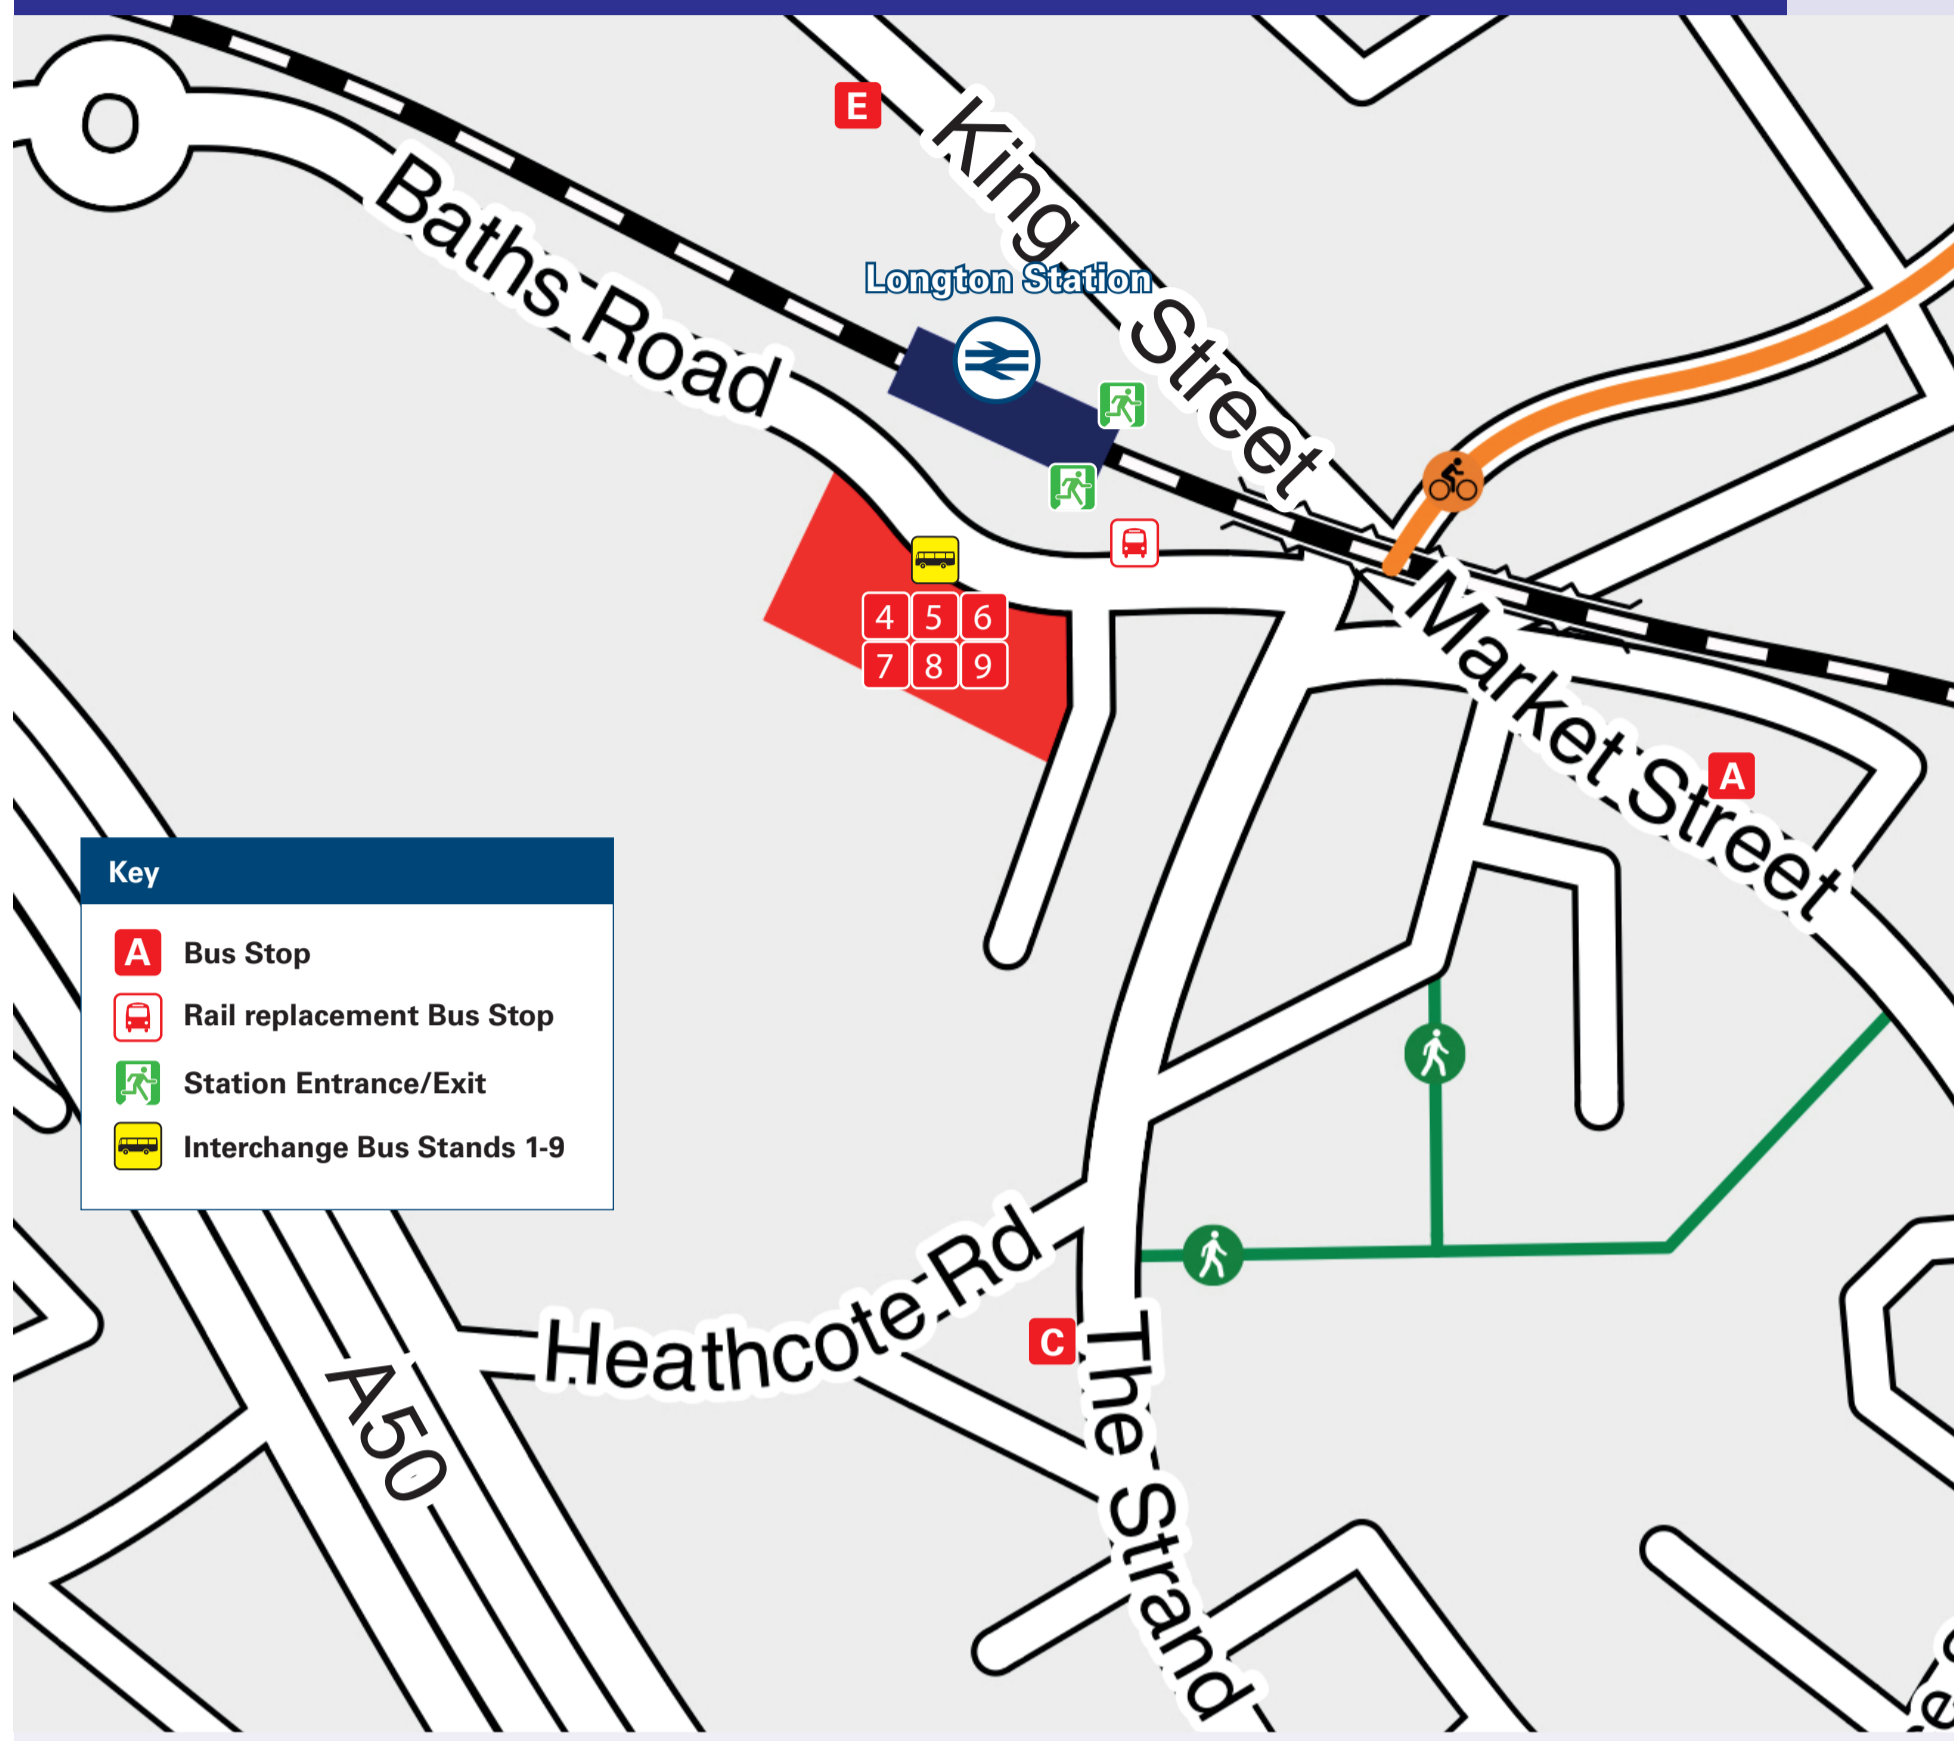 E
King Street
Baths Road
Longton Station
4 5 6
7 8 9
Market Street
A
Key
A Bus Stop
Rail replacement Bus Stop
Station Entrance/Exit
Interchange Bus Stands 1-9
Heathcote Rd
C
The Strand
A50